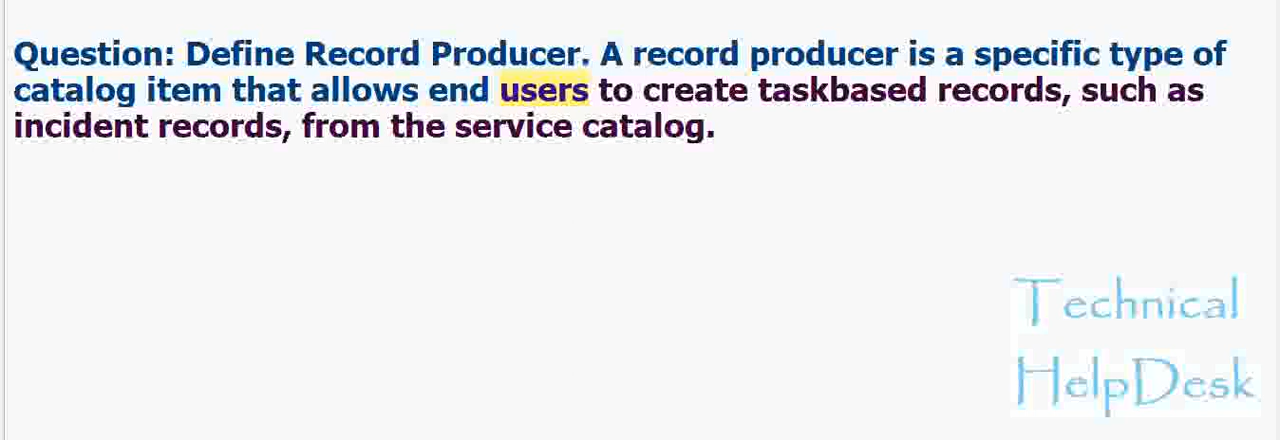 Question: Define Record Producer. A record producer is a specific type of
catalog item that allows end users to create taskbased records, such as
incident records, from the service catalog.
Technical
HelpDesk